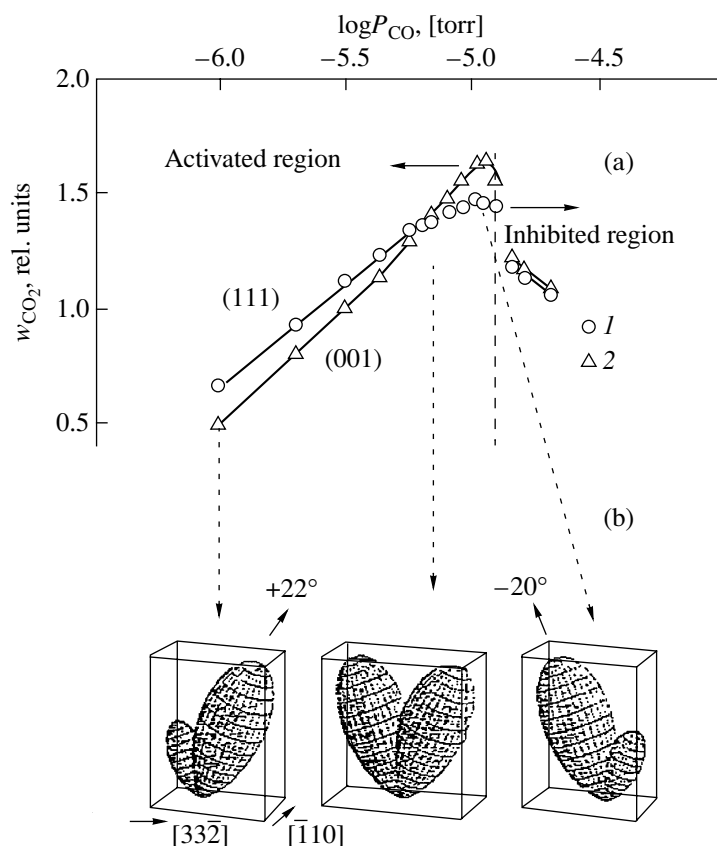 logP_CO, [torr]
−6.0 −5.5 −5.0 −4.5
2.0
Activated region (a)
1.5
Inhibited region
w_CO₂, rel. units
(111)
1.0
1
(001)
2
0.5
(b)
+22° −20°
[332̅] [1̅10]